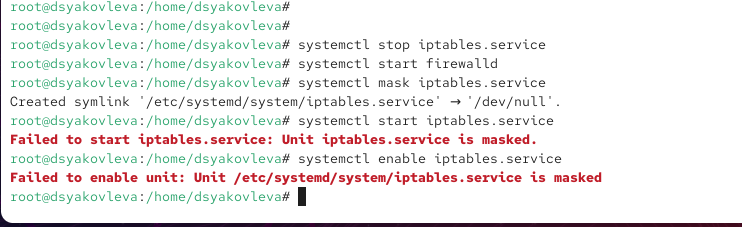 root@dsyakovleva:/home/dsyakovleva#
root@dsyakovleva:/home/dsyakovleva#
root@dsyakovleva:/home/dsyakovleva# systemctl stop iptables.service
root@dsyakovleva:/home/dsyakovleva# systemctl start firewalld
root@dsyakovleva:/home/dsyakovleva# systemctl mask iptables.service
Created symlink '/etc/systemd/system/iptables.service' → '/dev/null'.
root@dsyakovleva:/home/dsyakovleva# systemctl start iptables.service
Failed to start iptables.service: Unit iptables.service is masked.
root@dsyakovleva:/home/dsyakovleva# systemctl enable iptables.service
Failed to enable unit: Unit /etc/systemd/system/iptables.service is masked
root@dsyakovleva:/home/dsyakovleva#